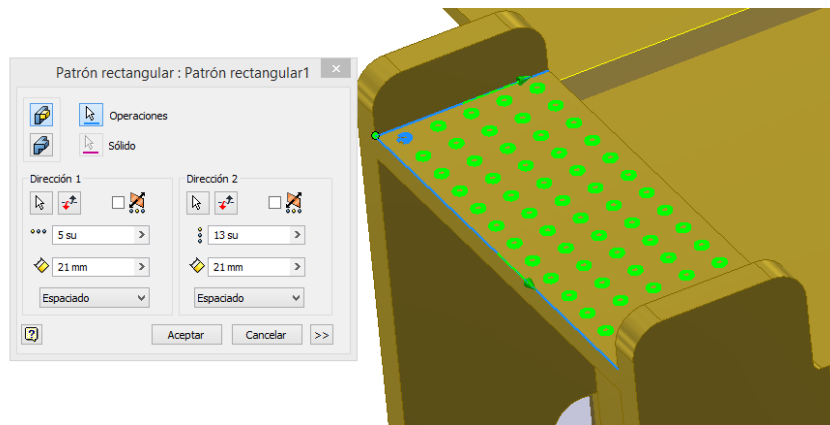 Patrón rectangular : Patrón rectangular1
Operaciones
Sólido
Dirección 1
Dirección 2
5 su >
13 su >
21 mm >
21 mm >
Espaciado
Espaciado
Aceptar
Cancelar
>>